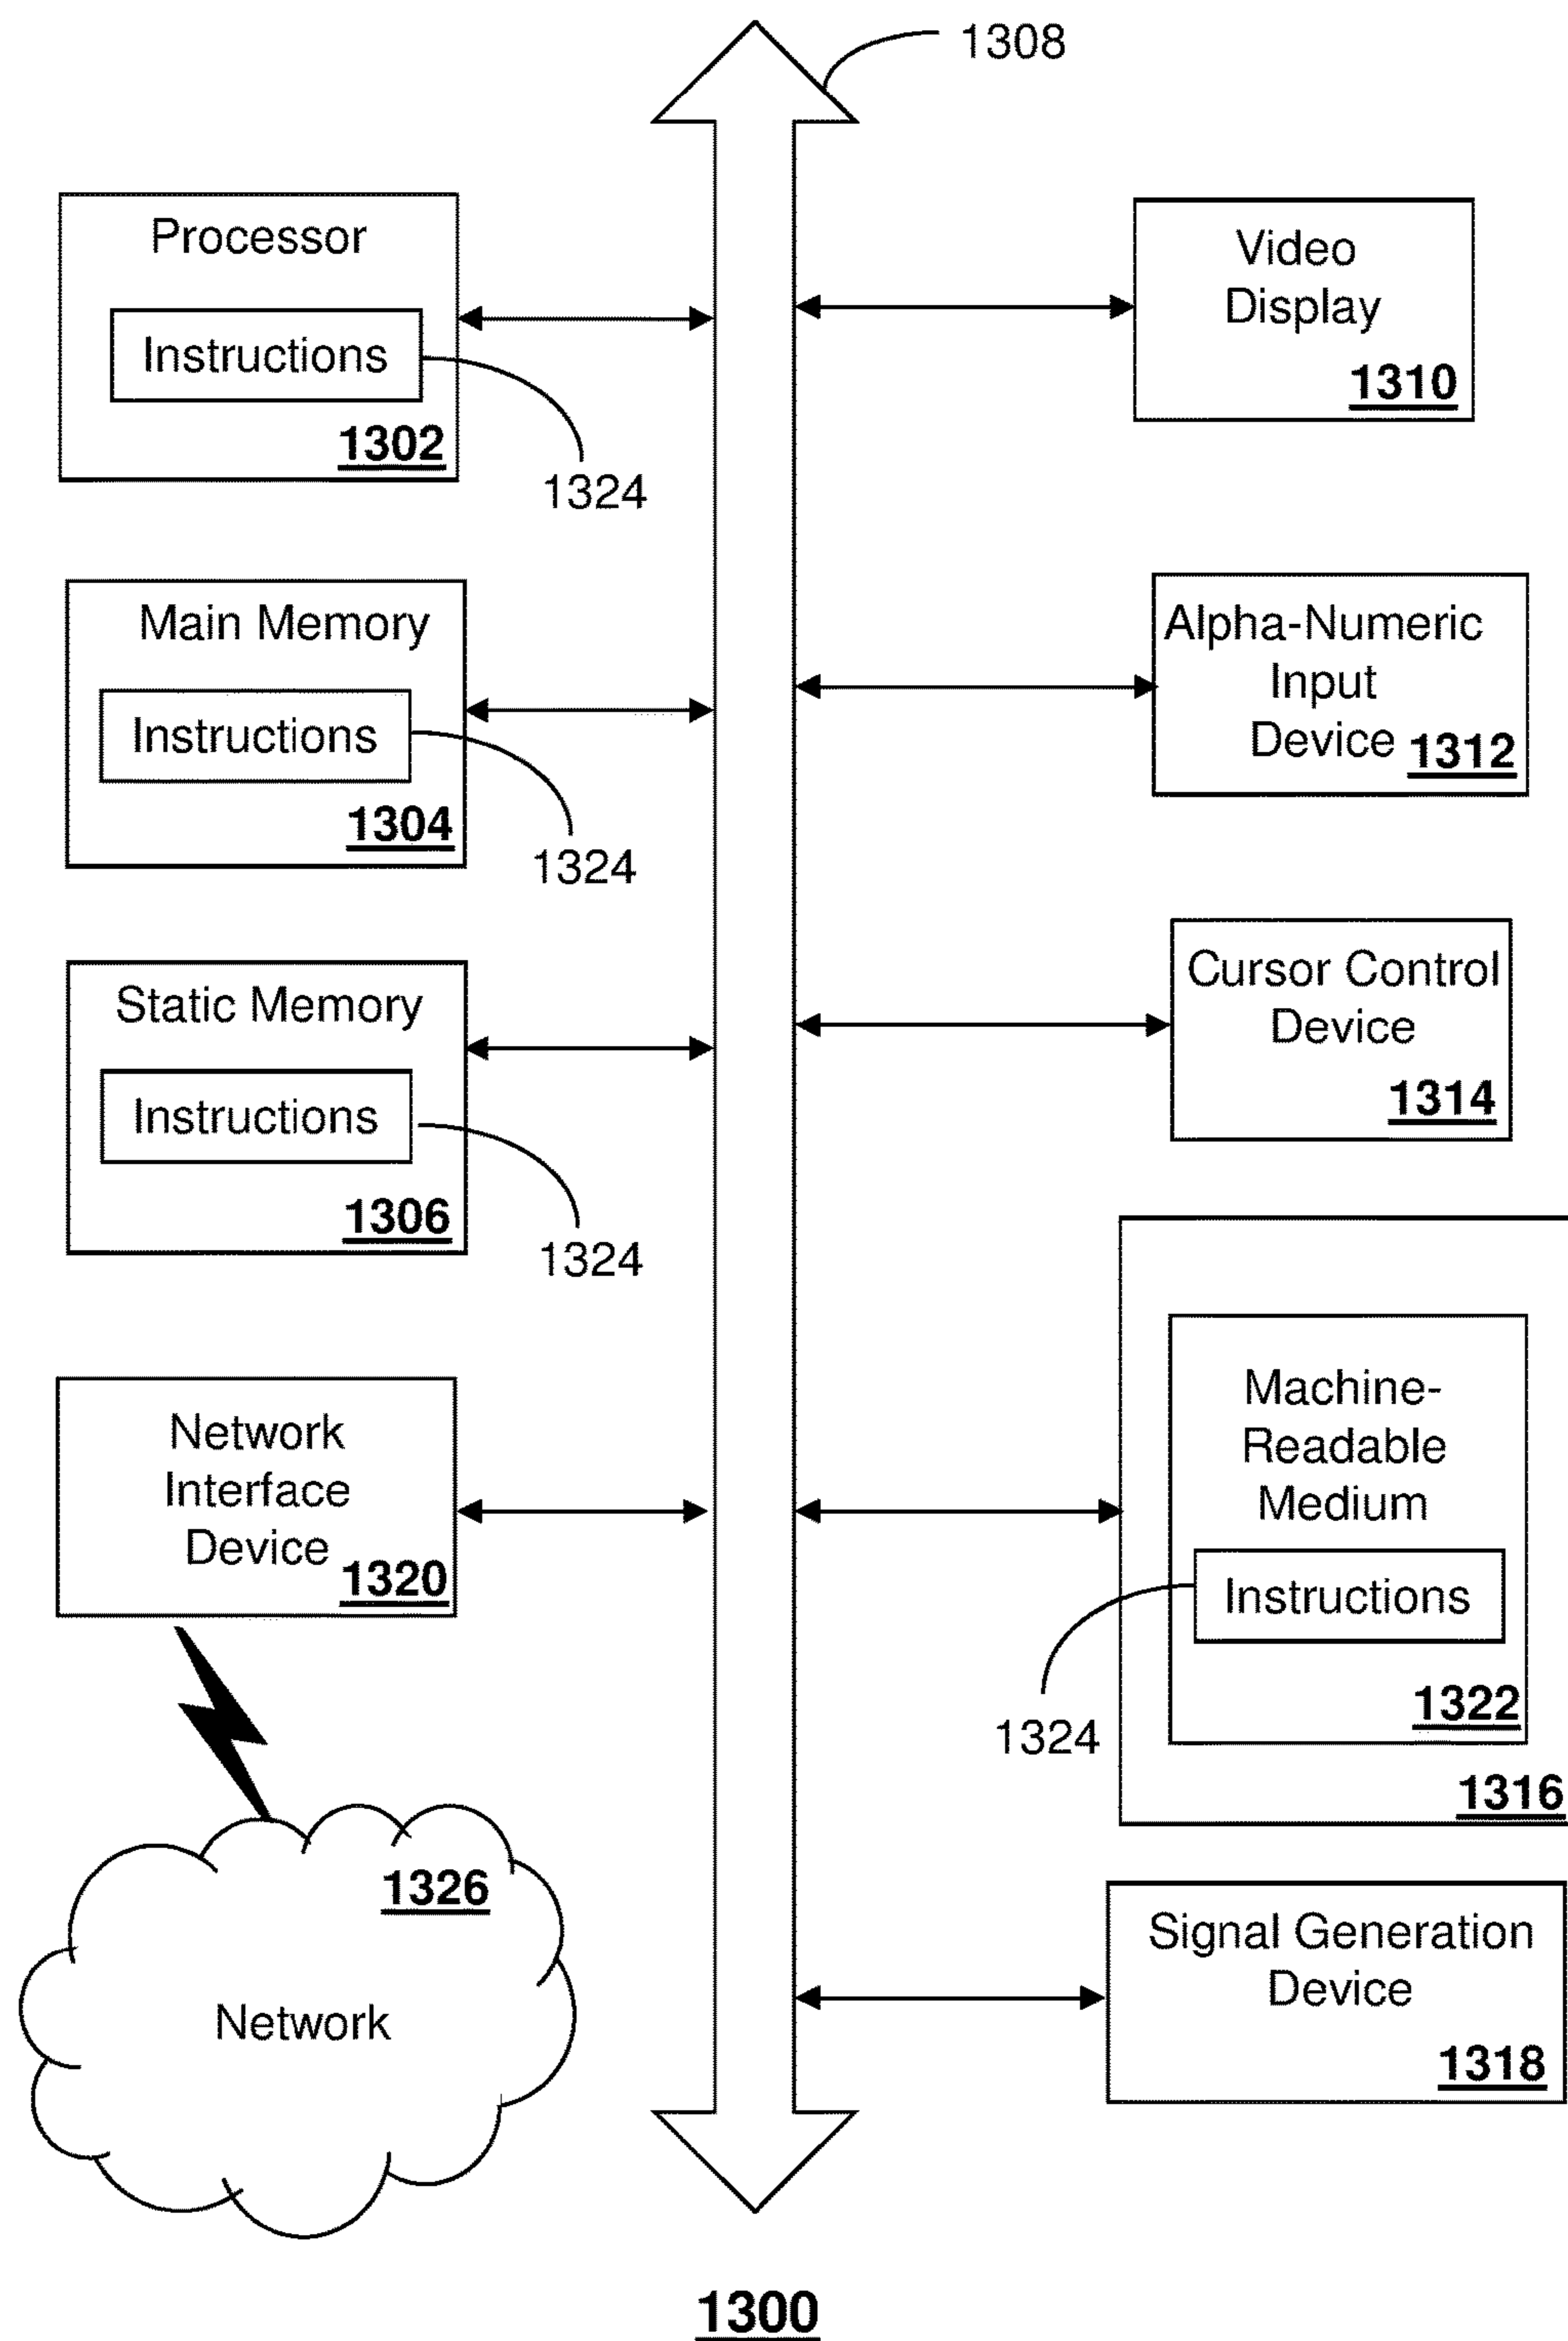 1308
Processor
Instructions
1302
1324
Main Memory
Instructions
1304
1324
Static Memory
Instructions
1306
1324
Network
Interface
Device
1320
1326
Network
Video
Display
1310
Alpha-Numeric
Input
Device
1312
Cursor Control
Device
1314
Machine-
Readable
Medium
Instructions
1324
1322
1316
Signal Generation
Device
1318
1300